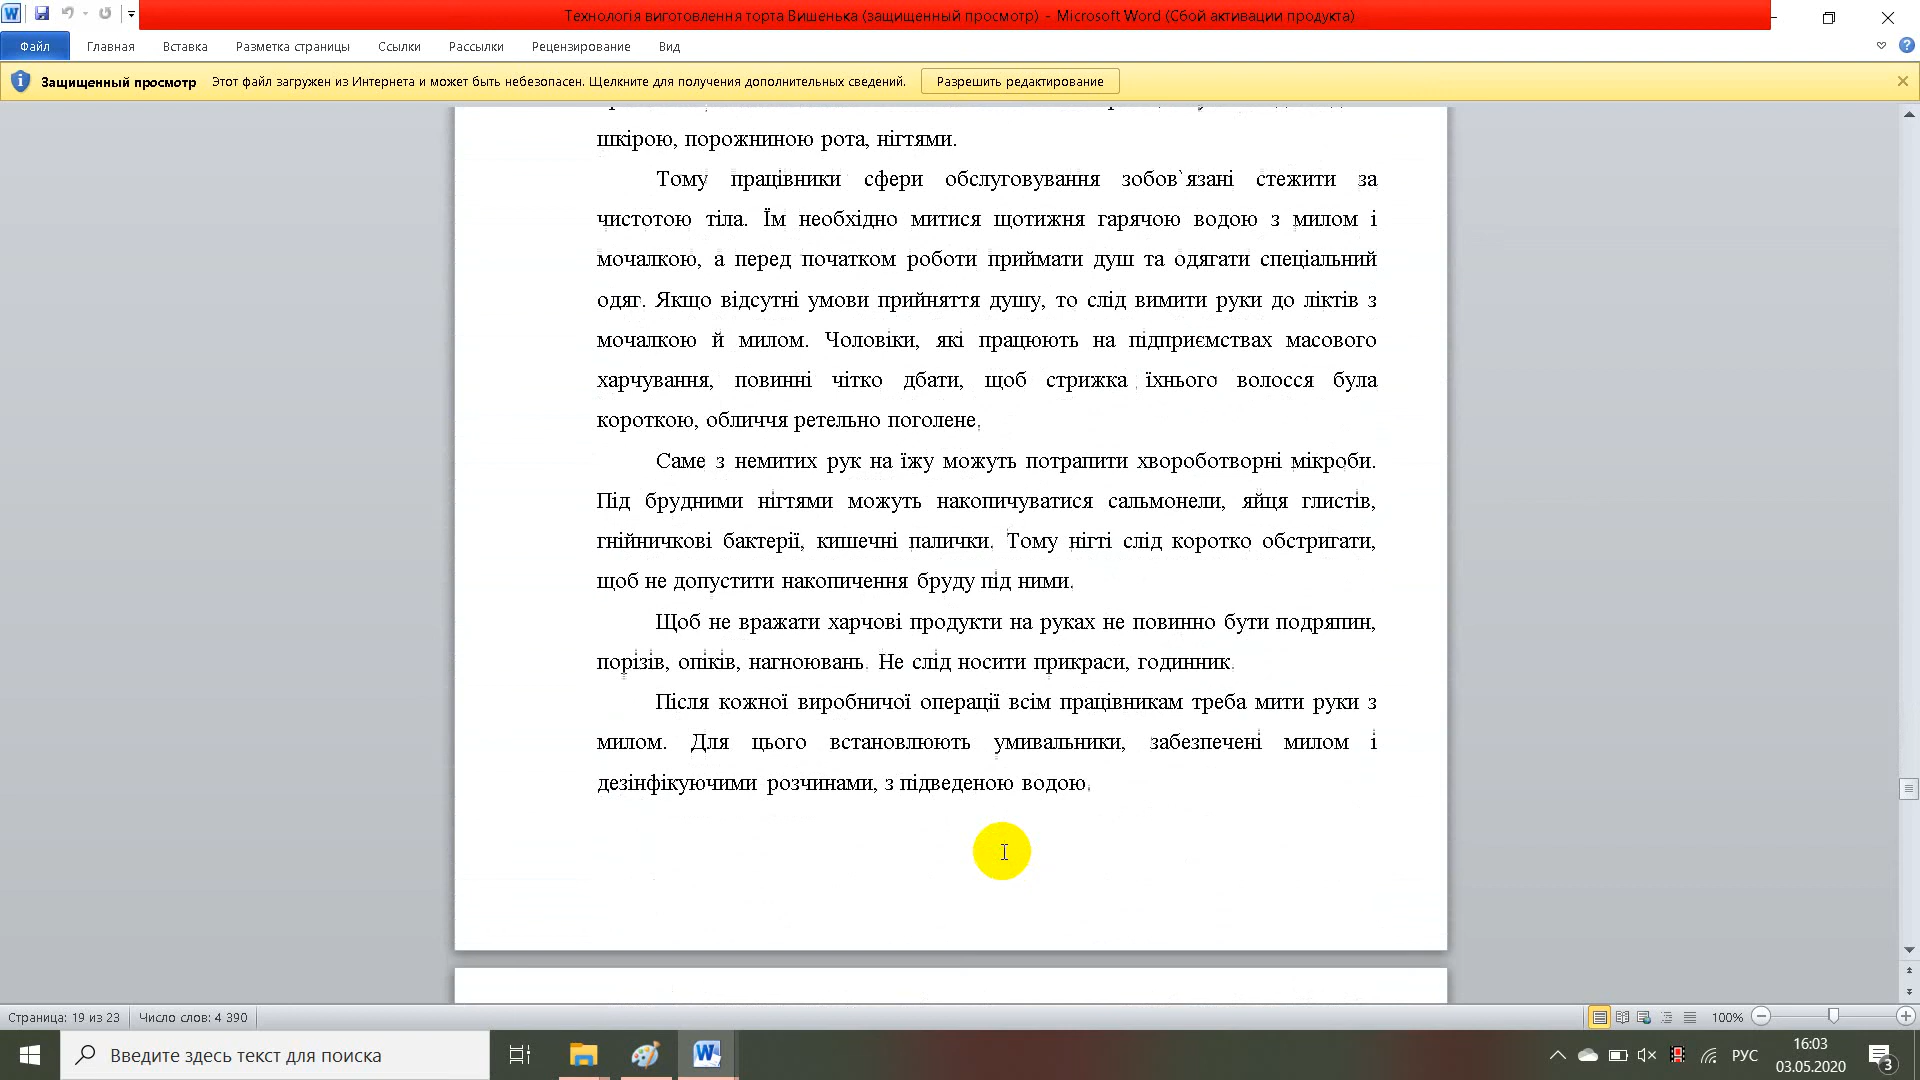 Технологія виготовлення торта Вишенька (защищенный просмотр) - Microsoft Word (Сбой активации продукта)
Файл Главная Вставка Разметка страницы Ссылки Рассылки Рецензирование Вид
Защищенный просмотр Этот файл загружен из Интернета и может быть небезопасен. Щелкните для получения дополнительных сведений. Разрешить редактирование
шкірою, порожниною рота, нігтями.
Тому працівники сфери обслуговування зобов`язані стежити за
чистотою тіла. Їм необхідно митися щотижня гарячою водою з милом і
мочалкою, а перед початком роботи приймати душ та одягати спеціальний
одяг. Якщо відсутні умови прийняття душу, то слід вимити руки до ліктів з
мочалкою й милом. Чоловіки, які працюють на підприємствах масового
харчування, повинні чітко дбати, щоб стрижка їхнього волосся була
короткою, обличчя ретельно поголене.
Саме з немитих рук на їжу можуть потрапити хвороботворні мікроби.
Під брудними нігтями можуть накопичуватися сальмонели, яйця глистів,
гнійничкові бактерії, кишечні палички. Тому нігті слід коротко обстригати,
щоб не допустити накопичення бруду під ними.
Щоб не вражати харчові продукти на руках не повинно бути подряпин,
порізів, опіків, нагноювань. Не слід носити прикраси, годинник.
Після кожної виробничої операції всім працівникам треба мити руки з
милом. Для цього встановлюють умивальники, забезпечені милом і
дезінфікуючими розчинами, з підведеною водою.
Страница: 19 из 23 Число слов: 4 390 100%
Введите здесь текст для поиска РУС 16:03
03.05.2020 3